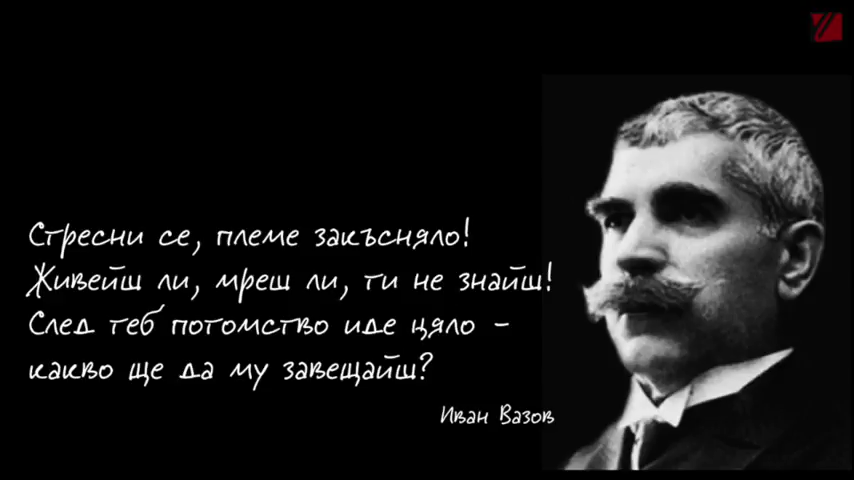 Стресни се, племе закъсняло!
Живейш ли, мреш ли, ти не знайш!
След теб потомство иде цяло –
какво ще да му завещайш?
Иван Вазов